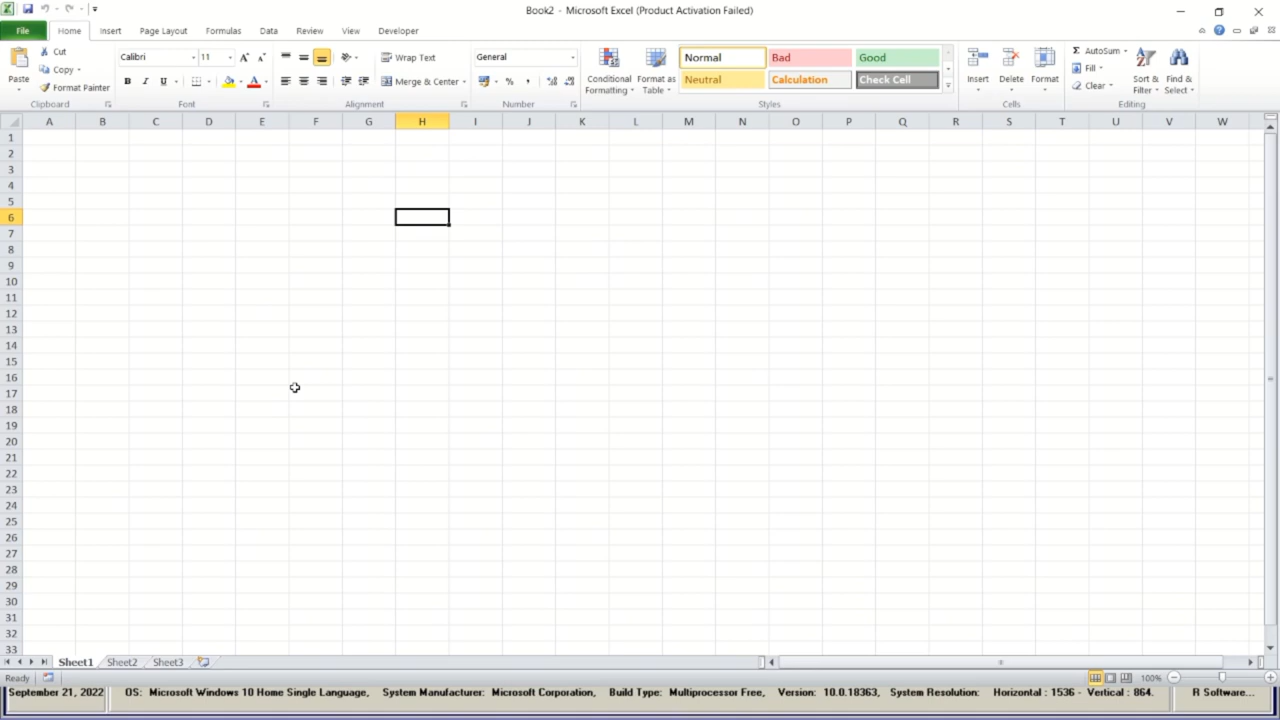 Book2 - Microsoft Excel (Product Activation Failed)
File Home Insert Page Layout Formulas Data Review View Developer
Cut
Copy
Format Painter
Paste
Clipboard
Calibri 11
B I U
Font
Wrap Text
Merge & Center
Alignment
General
% ,
Number
Conditional Formatting
Format as Table
Normal Bad Good
Neutral Calculation Check Cell
Styles
Insert Delete Format
Cells
Σ AutoSum
Fill
Clear
Sort & Filter
Find & Select
Editing
A B C D E F G H I J K L M N O P Q R S T U V W
1
2
3
4
5
6
7
8
9
10
11
12
13
14
15
16
17
18
19
20
21
22
23
24
25
26
27
28
29
30
31
32
33
Sheet1 Sheet2 Sheet3
Ready 100%
September 21, 2022 OS: Microsoft Windows 10 Home Single Language, System Manufacturer: Microsoft Corporation, Build Type: Multiprocessor Free, Version: 10.0.18363, System Resolution: Horizontal : 1536 - Vertical : 864. R Software...